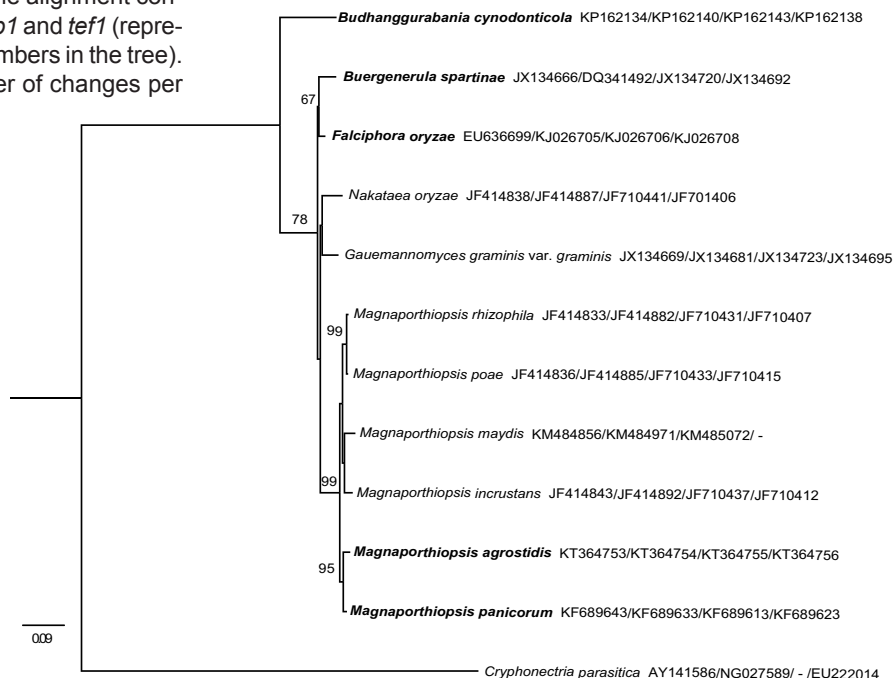 ne alignment con-
b1 and tef1 (repre-
mbers in the tree).
er of changes per
Budhanggurabania cynodonticola KP162134/KP162140/KP162143/KP162138
Buergenerula spartinae JX134666/DQ341492/JX134720/JX134692
67
Falciphora oryzae EU636699/KJ026705/KJ026706/KJ026708
Nakataea oryzae JF414838/JF414887/JF710441/JF701406
78
Gauemannomyces graminis var. graminis JX134669/JX134681/JX134723/JX134695
Magnaporthiopsis rhizophila JF414833/JF414882/JF710431/JF710407
99
Magnaporthiopsis poae JF414836/JF414885/JF710433/JF710415
Magnaporthiopsis maydis KM484856/KM484971/KM485072/ -
99
Magnaporthiopsis incrustans JF414843/JF414892/JF710437/JF710412
Magnaporthiopsis agrostidis KT364753/KT364754/KT364755/KT364756
95
Magnaporthiopsis panicorum KF689643/KF689633/KF689613/KF689623
0.09
Cryphonectria parasitica AY141586/NG027589/ - /EU222014